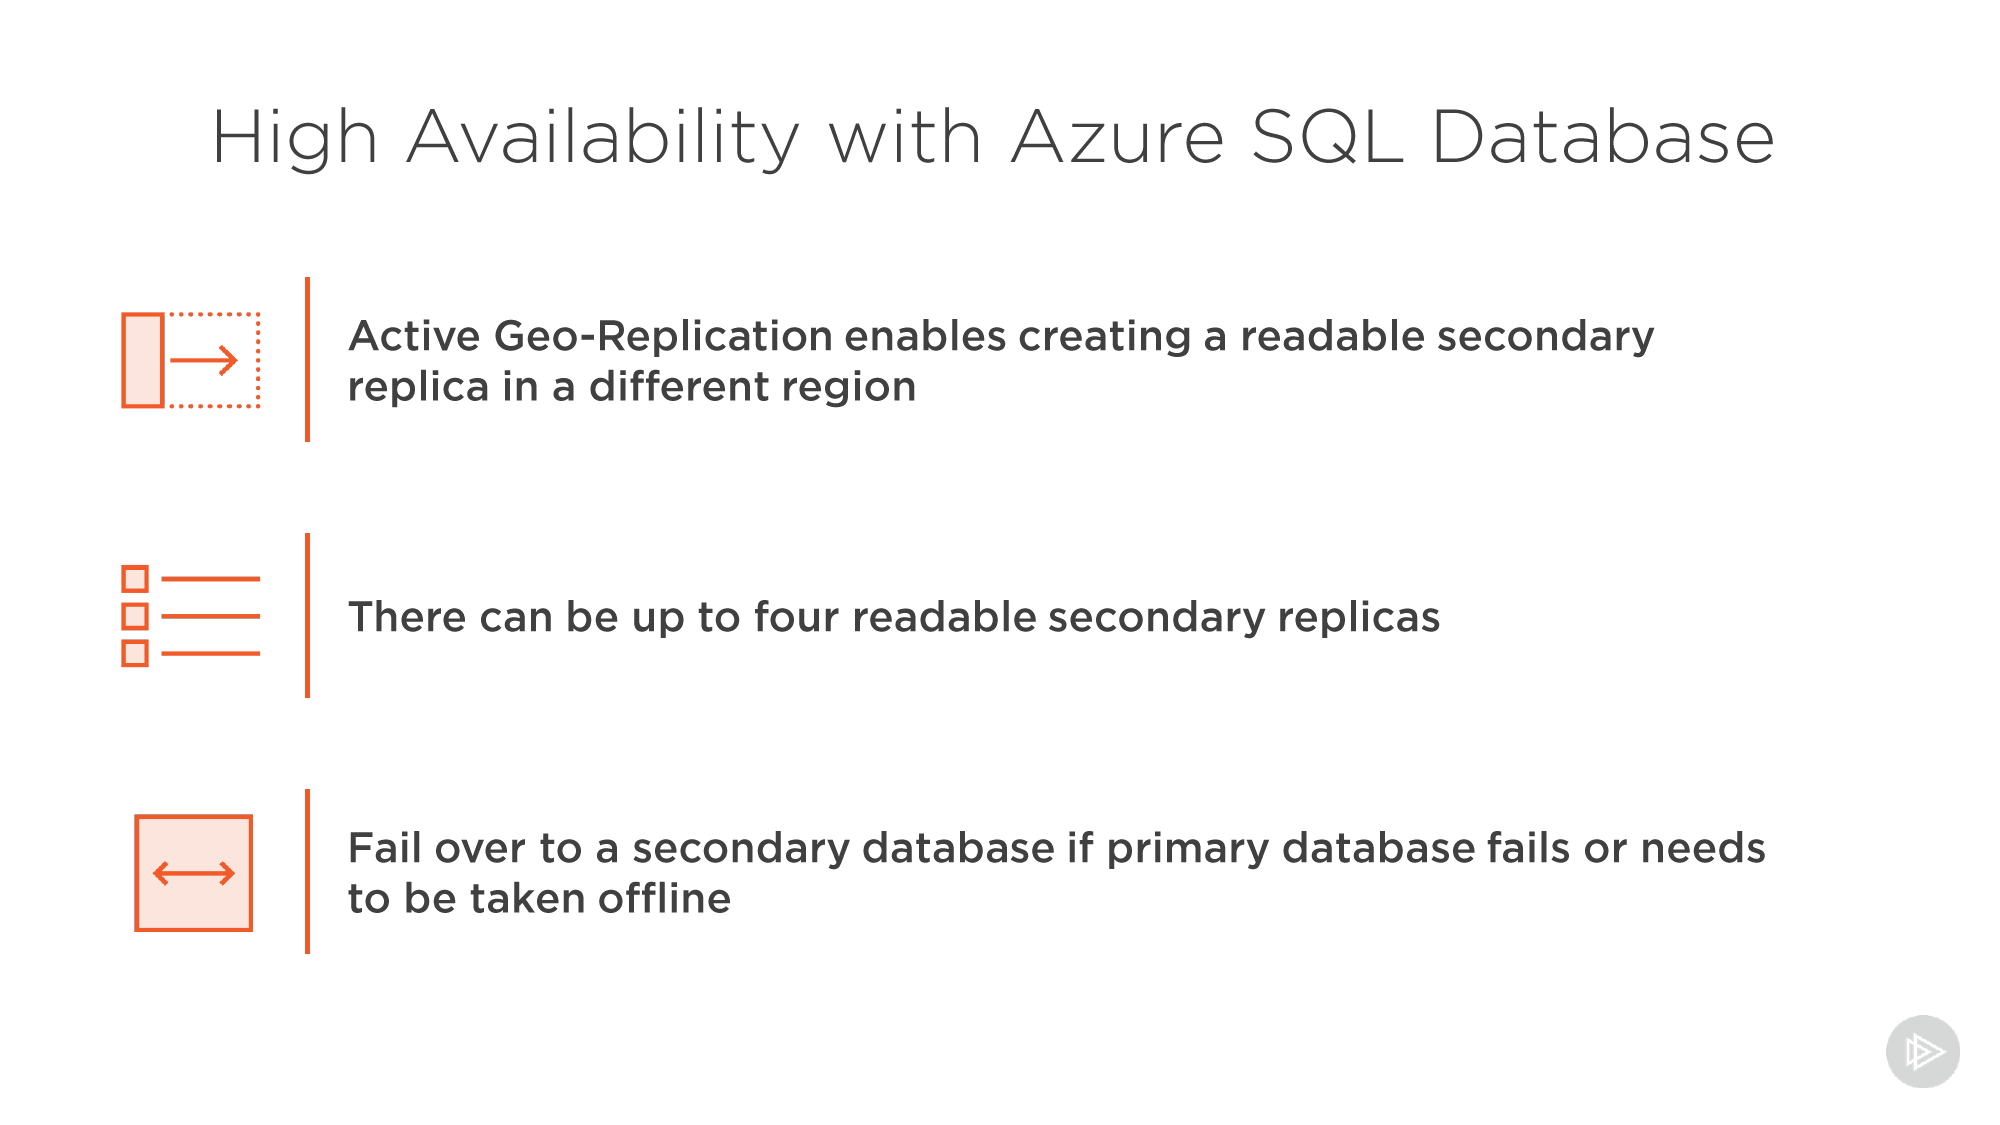 High Availability with Azure SQL Database
Active Geo-Replication enables creating a readable secondary
replica in a different region
There can be up to four readable secondary replicas
Fail over to a secondary database if primary database fails or needs
to be taken offline